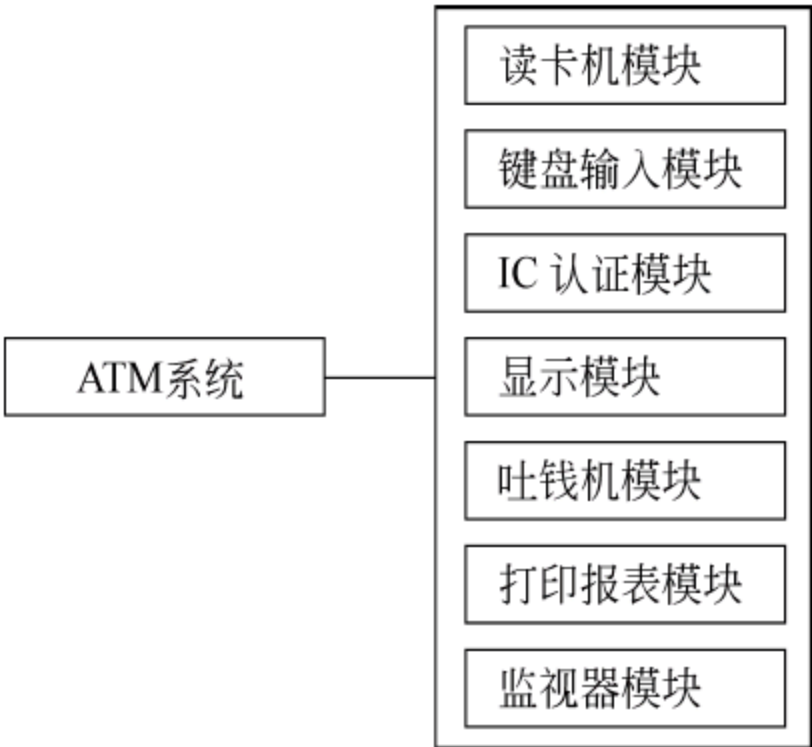 读卡机模块
键盘输入模块
IC 认证模块
ATM系统
显示模块
吐钱机模块
打印报表模块
监视器模块